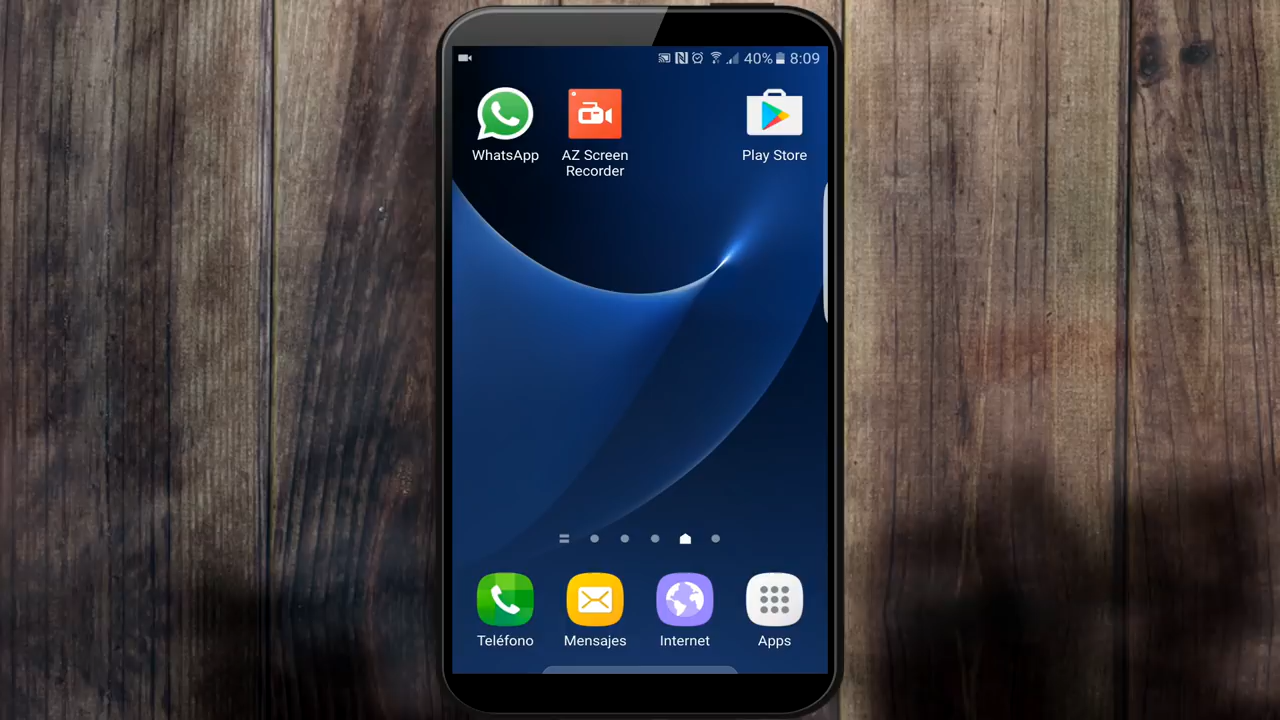 40% 8:09
WhatsApp
AZ Screen
Recorder
Play Store
Teléfono
Mensajes
Internet
Apps